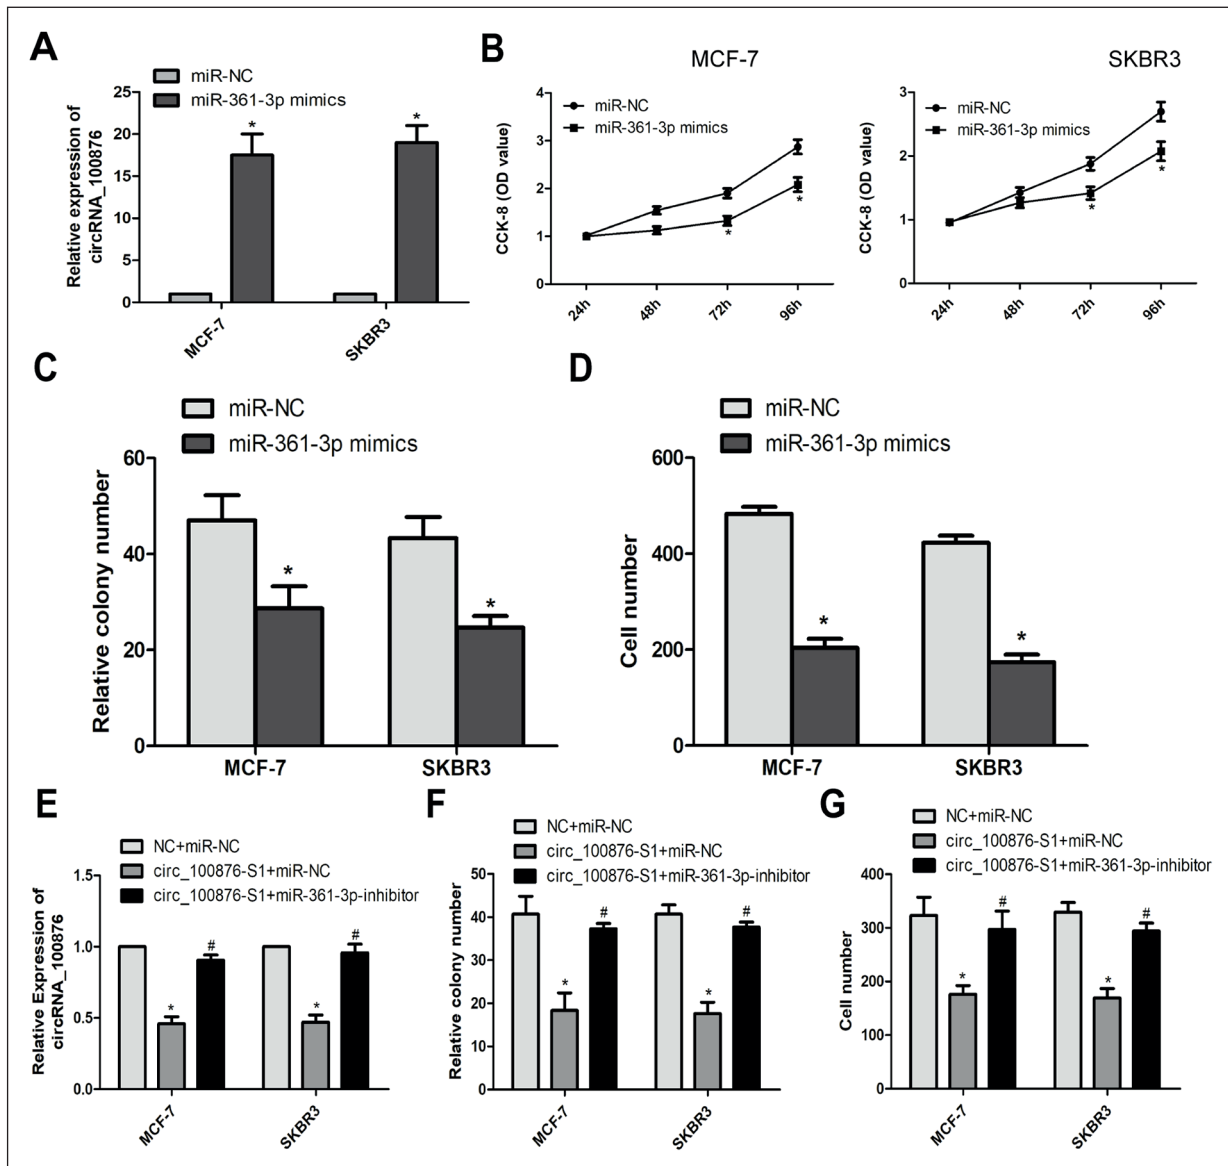 A
miR-NC
miR-361-3p mimics
Relative expression of
circRNA_100876
25
20
15
10
5
0
*
*
MCF-7
SKBR3
B
MCF-7
miR-NC
miR-361-3p mimics
CCK-8 (OD value)
4
3
2
1
0
*
*
24h
48h
72h
96h
SKBR3
miR-NC
miR-361-3p mimics
CCK-8 (OD value)
3
2
1
0
*
*
24h
48h
72h
96h
C
miR-NC
miR-361-3p mimics
Relative colony number
60
40
20
0
*
*
MCF-7
SKBR3
D
miR-NC
miR-361-3p mimics
Cell number
600
400
200
0
*
*
MCF-7
SKBR3
E
NC+miR-NC
circ_100876-S1+miR-NC
circ_100876-S1+miR-361-3p-inhibitor
Relative Expression of
circRNA_100876
1.5
1.0
0.5
0.0
*
#
*
#
MCF-7
SKBR3
F
NC+miR-NC
circ_100876-S1+miR-NC
circ_100876-S1+miR-361-3p-inhibitor
Relative colony number
50
40
30
20
10
0
*
#
*
#
MCF-7
SKBR3
G
NC+miR-NC
circ_100876-S1+miR-NC
circ_100876-S1+miR-361-3p-inhibitor
Cell number
400
300
200
100
0
*
#
*
#
MCF-7
SKBR3